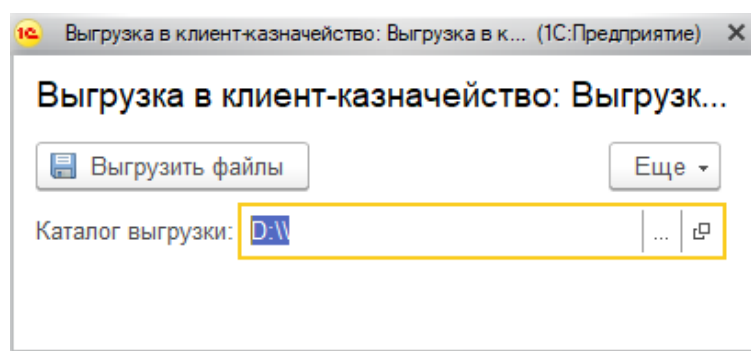 1С Выгрузка в клиент-казначейство: Выгрузка в к... (1С:Предприятие)
Выгрузка в клиент-казначейство: Выгрузк...
Выгрузить файлы Еще
Каталог выгрузки: D:\\ ...